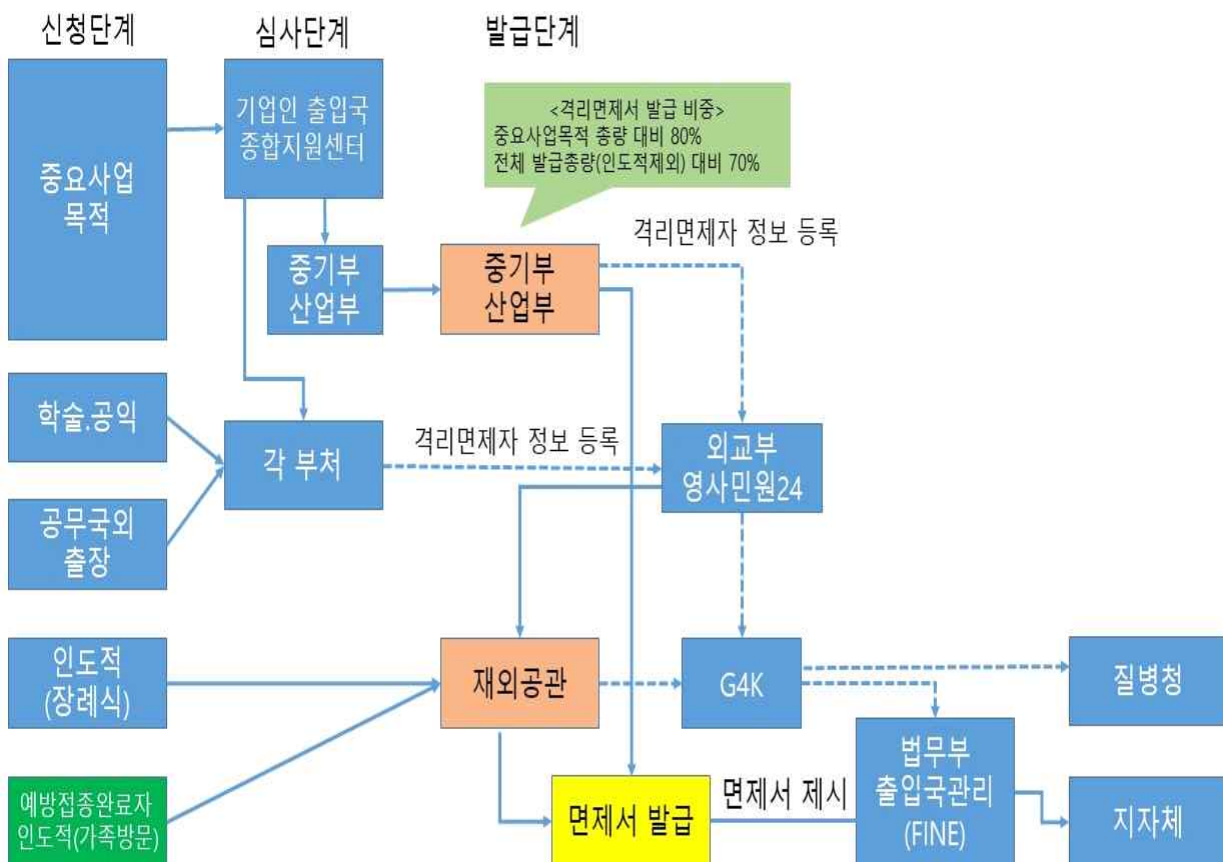 신청단계
심사단계
발급단계
중요사업
목적
기업인 출입국
종합지원센터
<격리면제서 발급 비중>
중요사업목적 총량 대비 80%
전체 발급총량(인도적제외) 대비 70%
격리면제자 정보 등록
중기부
산업부
중기부
산업부
학술.공익
각 부처
격리면제자 정보 등록
외교부
영사민원24
공무국외
출장
인도적
(장례식)
재외공관
G4K
질병청
예방접종완료자
인도적(가족방문)
면제서 발급
면제서 제시
법무부
출입국관리
(FINE)
지자체